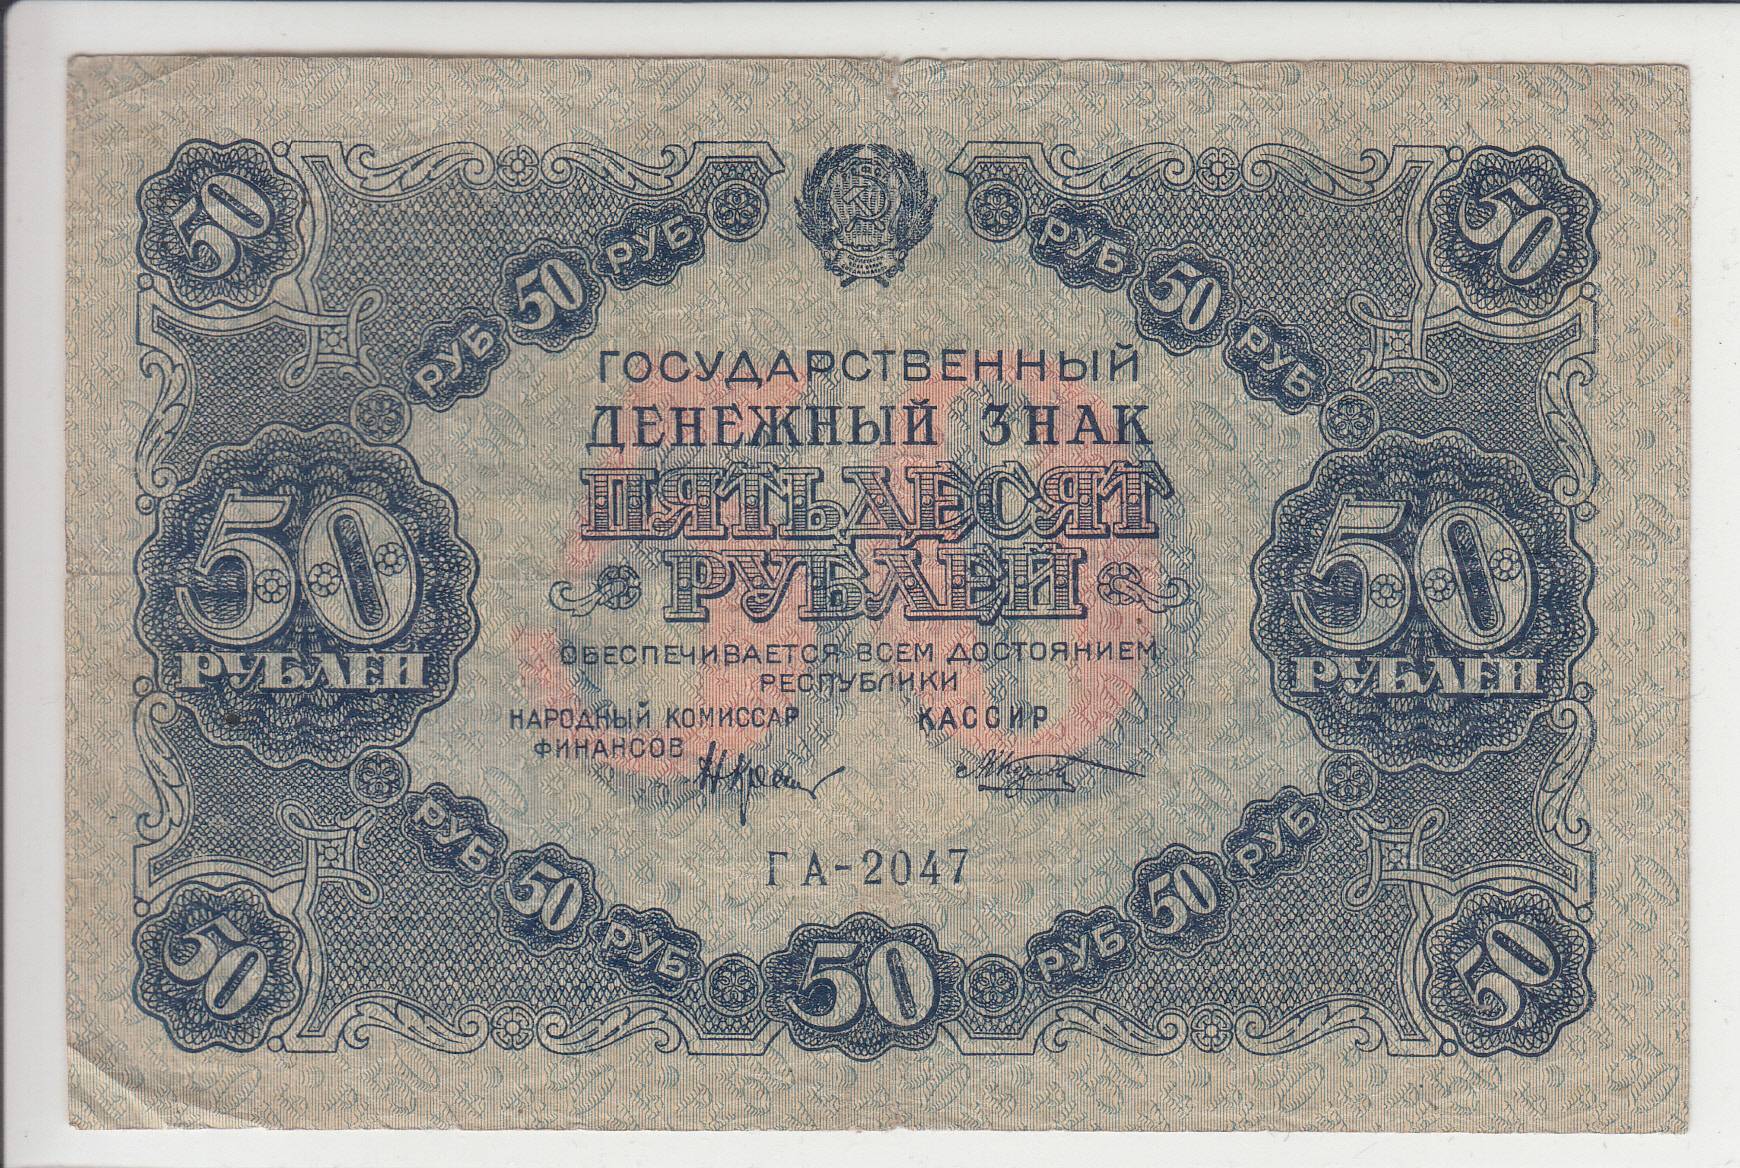 50 50
РУБ 50 РУБ РУБ 50 РУБ
ГОСУДАРСТВЕННЫЙ
ДЕНЕЖНЫЙ ЗНАК
ПЯТЬДЕСЯТ
РУБЛЕЙ
50 50
РУБЛЕЙ РУБЛЕЙ
ОБЕСПЕЧИВАЕТСЯ ВСЕМ ДОСТОЯНИЕМ
РЕСПУБЛИКИ
НАРОДНЫЙ КОМИССАР
ФИНАНСОВ
КАССИР
50
ГА-2047
РУБ 50 РУБ РУБ 50 РУБ
50 50 50